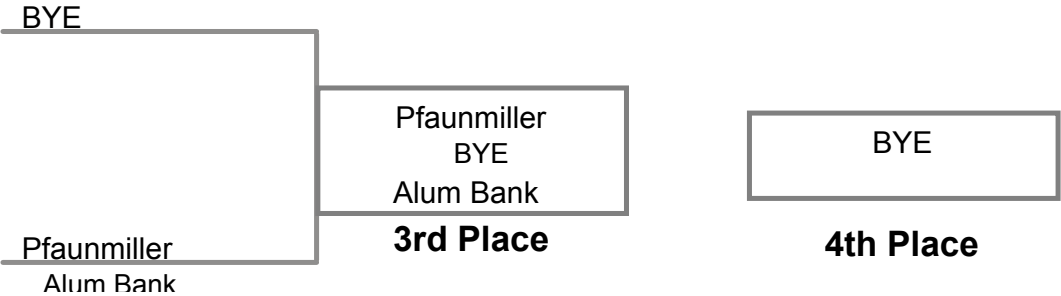 BYE
Pfaunmiller
BYE
Alum Bank
3rd Place
BYE
4th Place
Pfaunmiller
Alum Bank